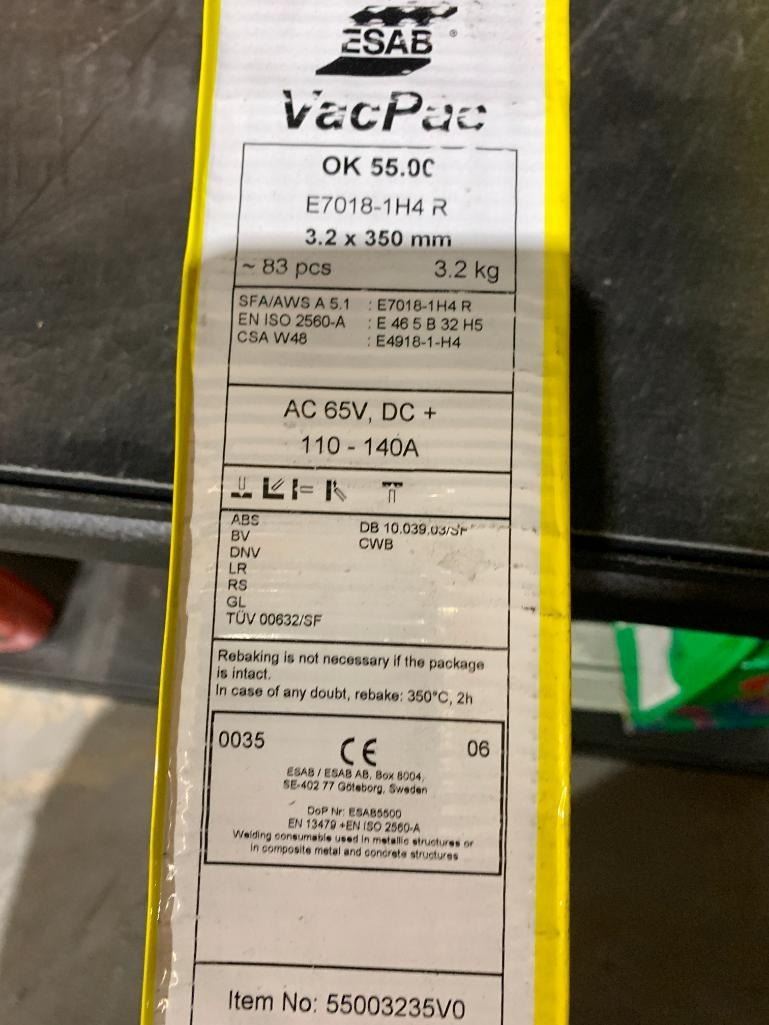 ESAB ®
VacPac
OK 55.00
E7018-1H4 R
3.2 x 350 mm
~ 83 pcs 3.2 kg
SFA/AWS A 5.1 : E7018-1H4 R
EN ISO 2560-A : E 46 5 B 32 H5
CSA W48 : E4918-1-H4
AC 65V, DC +
110 - 140A
ABS DB 10.039.03/SF
BV CWB
DNV
LR
RS
GL
TÜV 00632/SF
Rebaking is not necessary if the package
is intact.
In case of any doubt, rebake: 350°C, 2h
0035 CE 06
ESAB / ESAB AB, Box 8004,
SE-402 77 Göteborg, Sweden
DoP Nr: ESAB5500
EN 13479 +EN ISO 2560-A
Welding consumable used in metallic structures or
in composite metal and concrete structures
Item No: 55003235V0